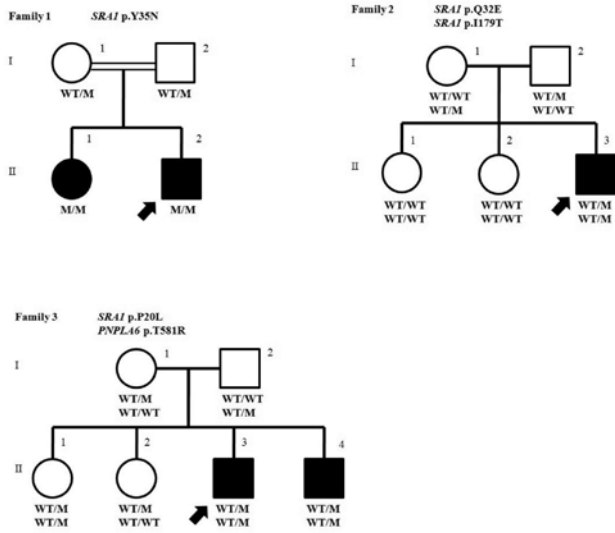 Family 1 SRA1 p.Y35N
I 1 2
WT/M WT/M
II 1 2
M/M M/M
Family 2 SRA1 p.Q32E
SRA1 p.I179T
I 1 2
WT/WT WT/M
WT/M WT/WT
II 1 2 3
WT/WT WT/WT WT/M
WT/WT WT/WT WT/M
Family 3 SRA1 p.P20L
PNPLA6 p.T581R
I 1 2
WT/M WT/WT
WT/WT WT/M
II 1 2 3 4
WT/M WT/M WT/M WT/M
WT/M WT/WT WT/M WT/M